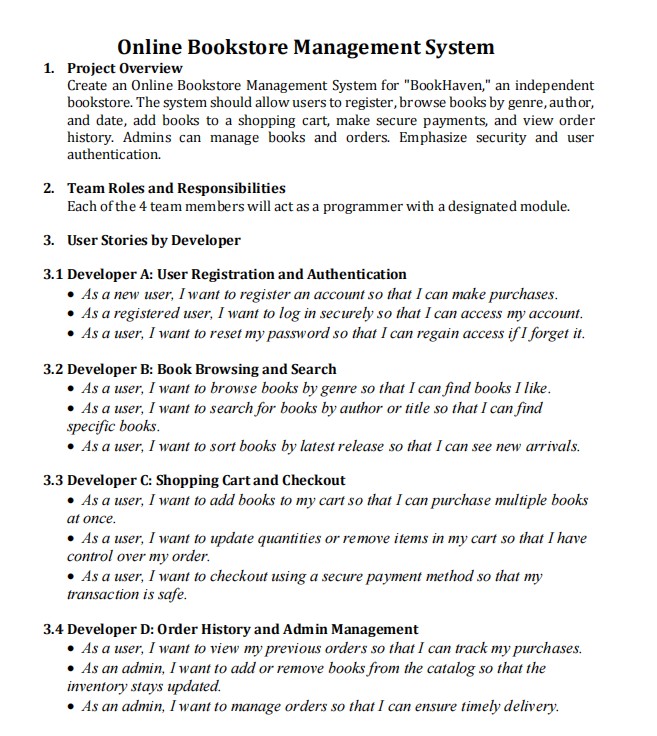 Online Bookstore Management System
1. Project Overview
Create an Online Bookstore Management System for "BookHaven," an independent
bookstore. The system should allow users to register, browse books by genre, author,
and date, add books to a shopping cart, make secure payments, and view order
history. Admins can manage books and orders. Emphasize security and user
authentication.
2. Team Roles and Responsibilities
Each of the 4 team members will act as a programmer with a designated module.
3. User Stories by Developer
3.1 Developer A: User Registration and Authentication
• As a new user, I want to register an account so that I can make purchases.
• As a registered user, I want to log in securely so that I can access my account.
• As a user, I want to reset my password so that I can regain access if I forget it.
3.2 Developer B: Book Browsing and Search
• As a user, I want to browse books by genre so that I can find books I like.
• As a user, I want to search for books by author or title so that I can find
specific books.
• As a user, I want to sort books by latest release so that I can see new arrivals.
3.3 Developer C: Shopping Cart and Checkout
• As a user, I want to add books to my cart so that I can purchase multiple books
at once.
• As a user, I want to update quantities or remove items in my cart so that I have
control over my order.
• As a user, I want to checkout using a secure payment method so that my
transaction is safe.
3.4 Developer D: Order History and Admin Management
• As a user, I want to view my previous orders so that I can track my purchases.
• As an admin, I want to add or remove books from the catalog so that the
inventory stays updated.
• As an admin, I want to manage orders so that I can ensure timely delivery.